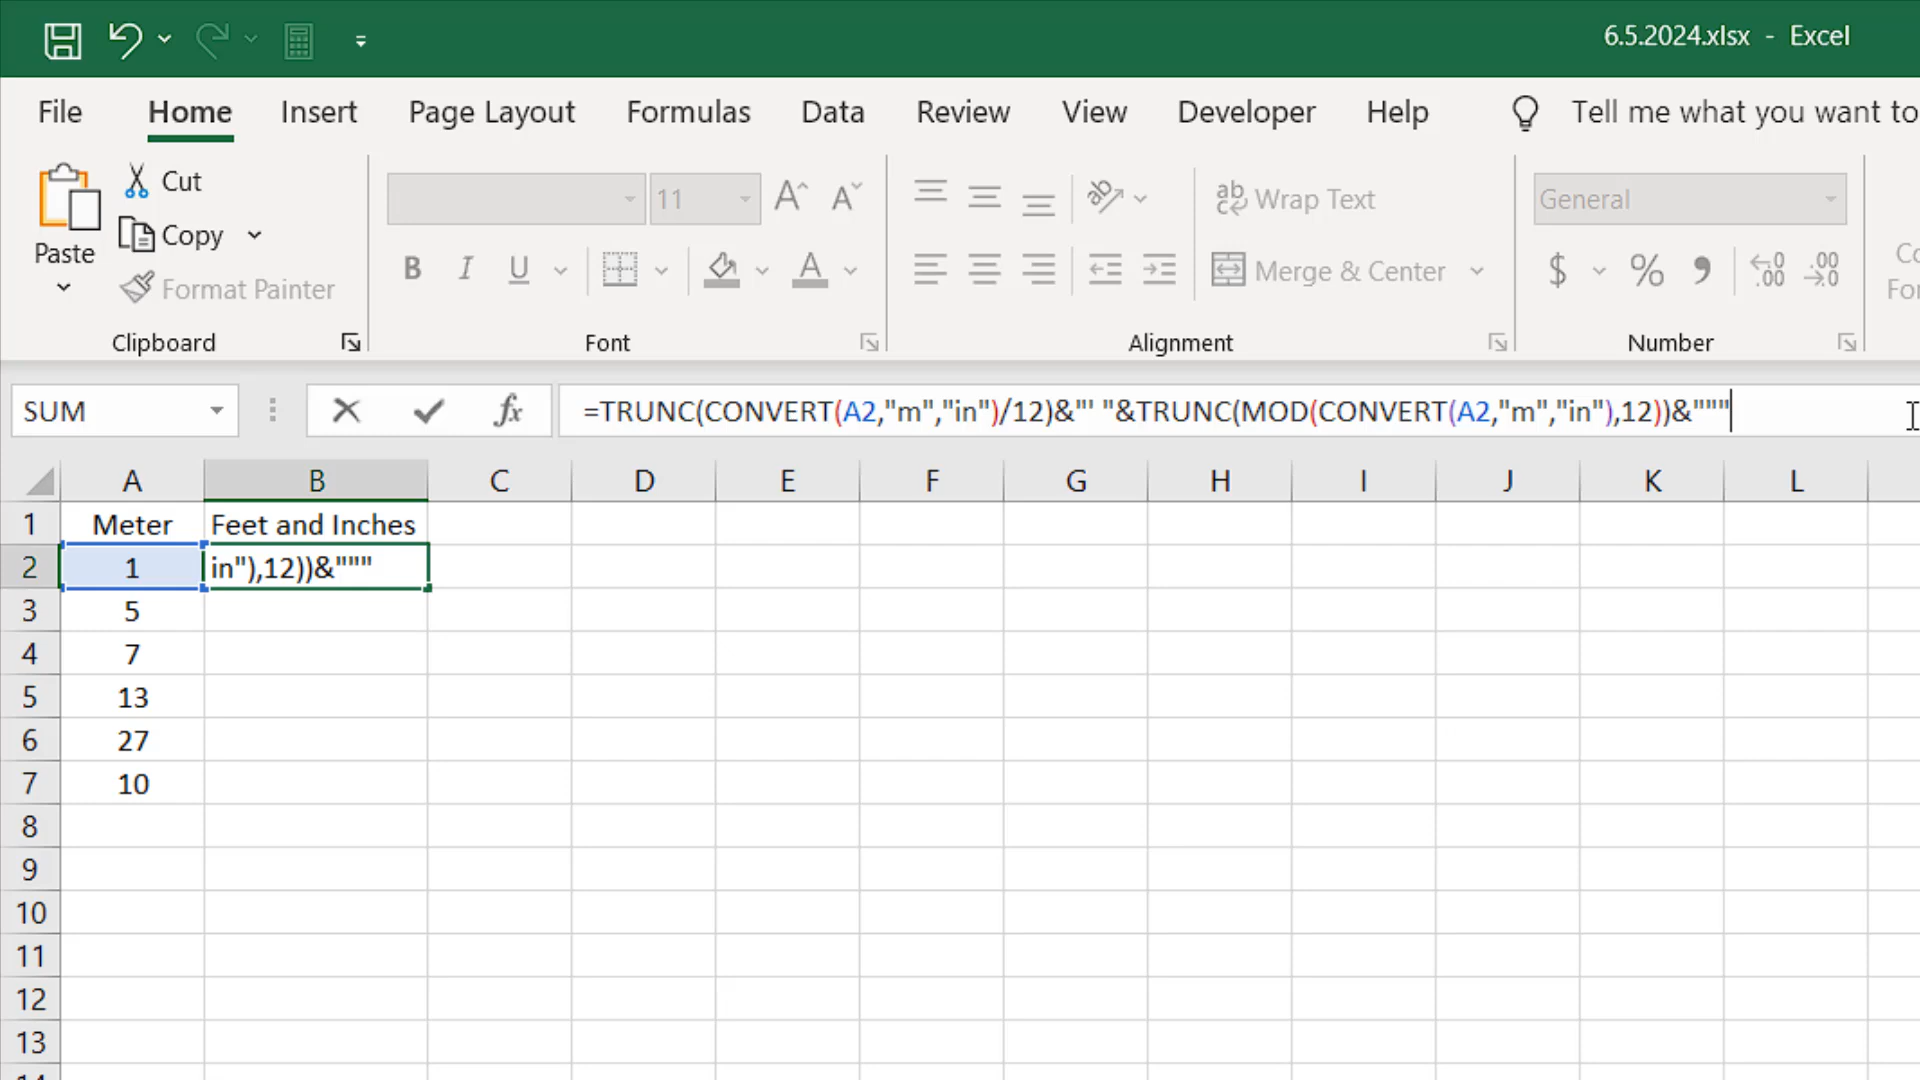 6.5.2024.xlsx - Excel
File Home Insert Page Layout Formulas Data Review View Developer Help Tell me what you want to
Paste
Cut
Copy
Format Painter
Clipboard
11
B I U
Font
Wrap Text
Merge & Center
Alignment
General
$ % ,
Number
Co
For
SUM
fx
=TRUNC(CONVERT(A2,"m","in")/12)&"' "&TRUNC(MOD(CONVERT(A2,"m","in"),12))&"""
A B C D E F G H I J K L
1 Meter Feet and Inches
2 1 in"),12))&"""
3 5
4 7
5 13
6 27
7 10
8
9
10
11
12
13